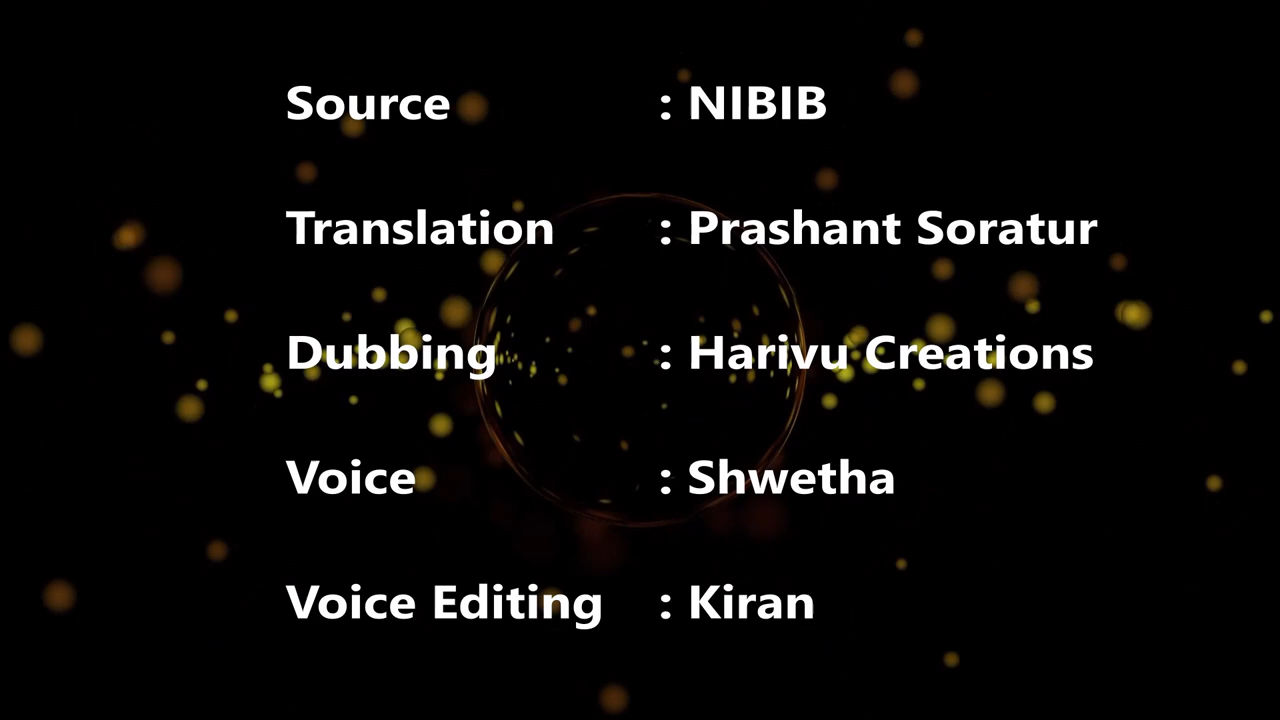 Source : NIBIB
Translation : Prashant Soratur
Dubbing : Harivu Creations
Voice : Shwetha
Voice Editing : Kiran